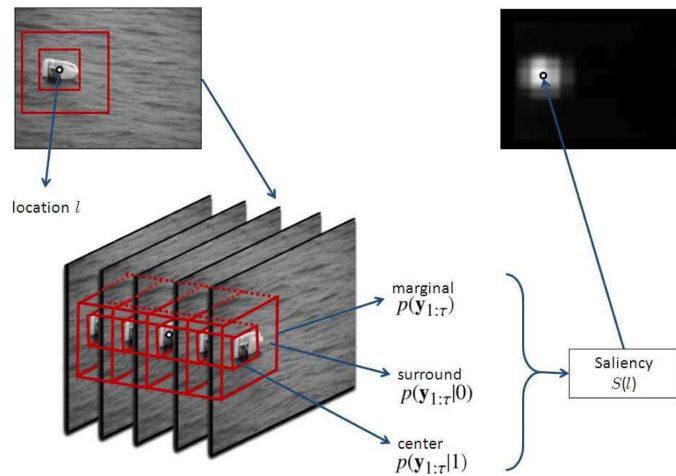 location l
marginal
p(y₁:τ)
surround
p(y₁:τ|0)
center
p(y₁:τ|1)
Saliency
S(l)